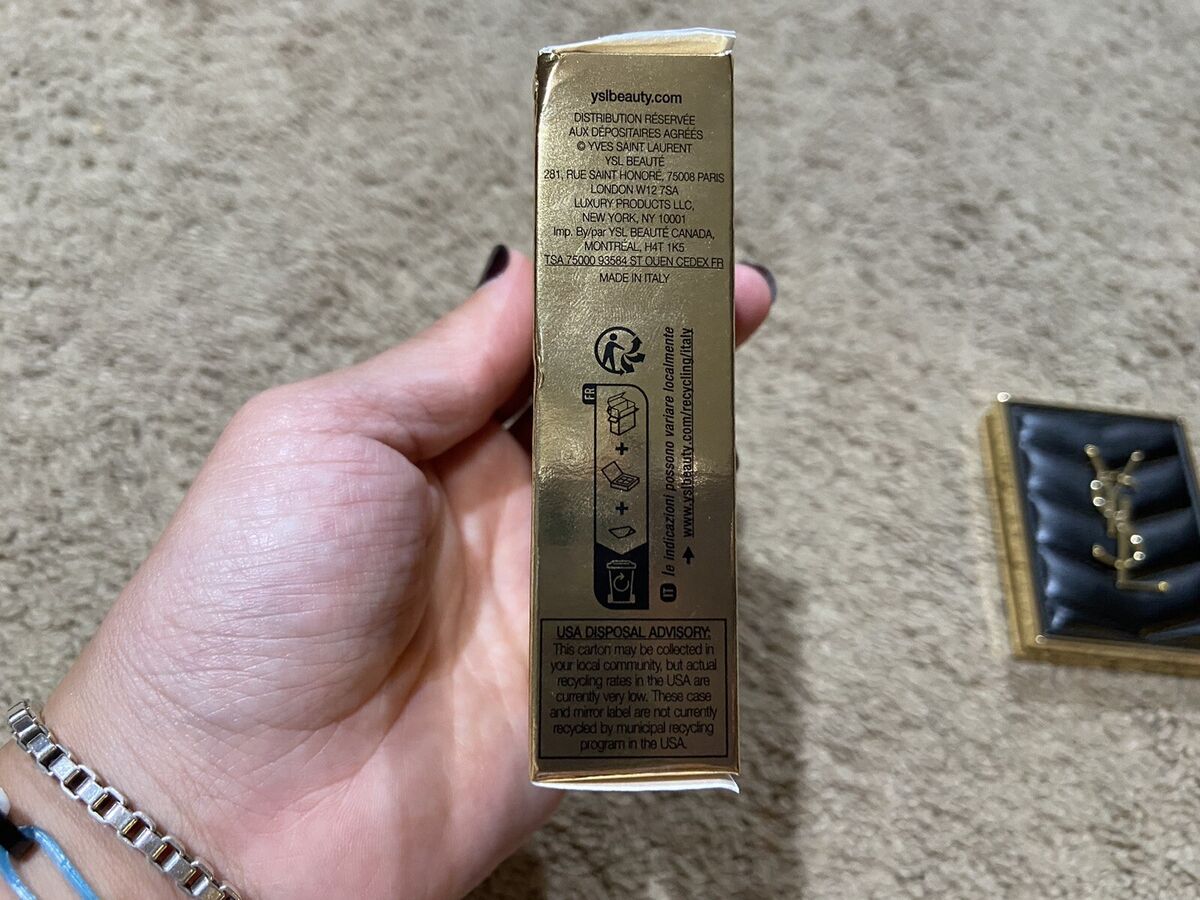 yslbeauty.com
DISTRIBUTION RÉSERVÉE
AUX DÉPOSITAIRES AGRÉÉS
© YVES SAINT LAURENT
YSL BEAUTÉ
281, RUE SAINT HONORÉ, 75008 PARIS
LONDON W12 7SA
LUXURY PRODUCTS LLC,
NEW YORK, NY 10001
Imp. By/par YSL BEAUTÉ CANADA,
MONTRÉAL, H4T 1K5
TSA 75000 93584 ST OUEN CEDEX FR
MADE IN ITALY
FR
+
+
IT le indicazioni possono variare localmente
www.yslbeauty.com/recycling/italy
USA DISPOSAL ADVISORY:
This carton may be collected in
your local community, but actual
recycling rates in the USA are
currently very low. These case
and mirror label are not currently
recycled by municipal recycling
program in the USA.
YSL